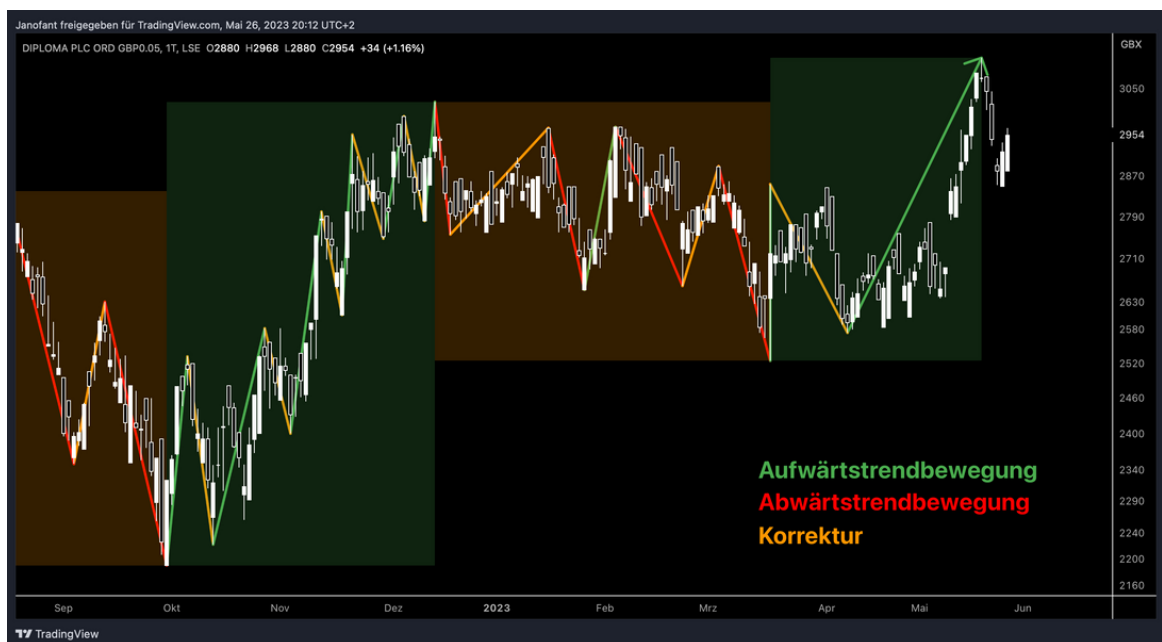 Janofant freigegeben für TradingView.com, Mai 26, 2023 20:12 UTC+2
DIPLOMA PLC ORD GBP0.05, 1T, LSE O2880 H2968 L2880 C2954 +34 (+1.16%)
GBX
3050
2954
2870
2790
2710
2630
2580
2520
2460
2400
2340
2290
2240
2200
2160
Aufwärtstrendbewegung
Abwärtstrendbewegung
Korrektur
Sep Okt Nov Dez 2023 Feb Mrz Apr Mai Jun
TradingView